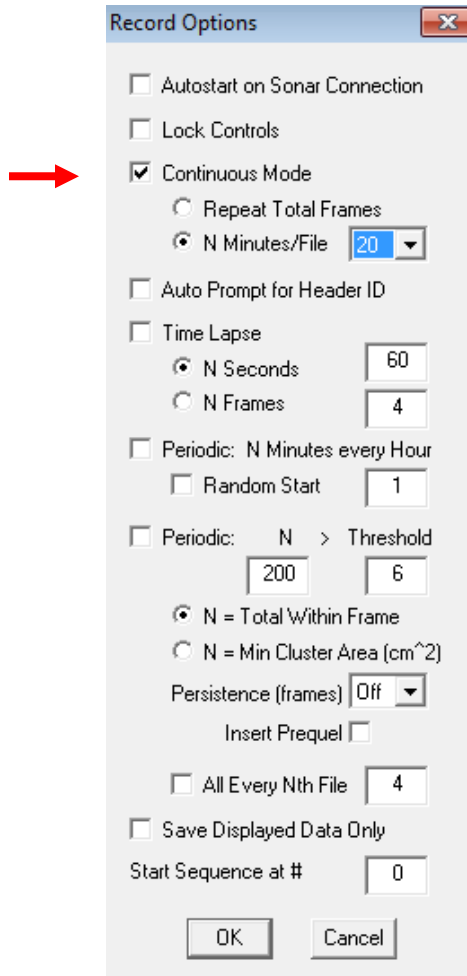 Record Options
Autostart on Sonar Connection
Lock Controls
Continuous Mode
Repeat Total Frames
N Minutes/File 20
Auto Prompt for Header ID
Time Lapse
N Seconds 60
N Frames 4
Periodic: N Minutes every Hour
Random Start 1
Periodic: N > Threshold
200 6
N = Total Within Frame
N = Min Cluster Area (cm^2)
Persistence (frames) Off
Insert Prequel
All Every Nth File 4
Save Displayed Data Only
Start Sequence at # 0
OK Cancel